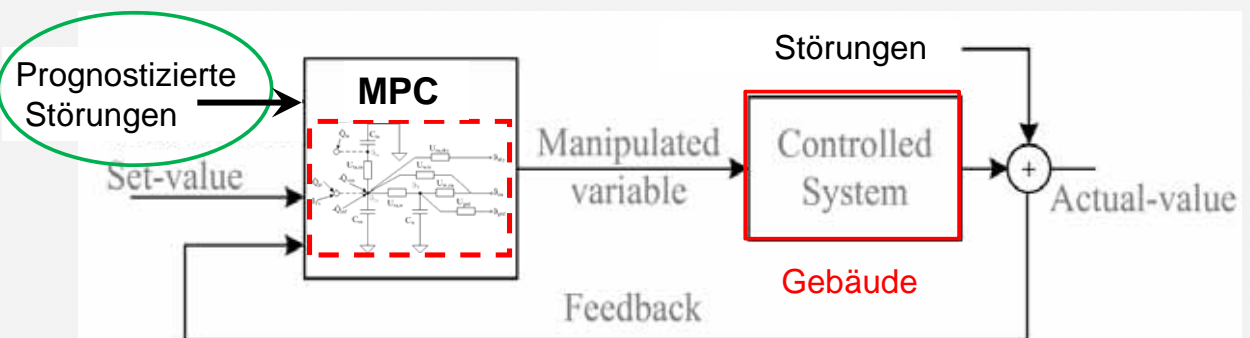 Prognostizierte
Störungen
MPC
Störungen
Set-value
Manipulated
variable
Controlled
System
Actual-value
Gebäude
Feedback